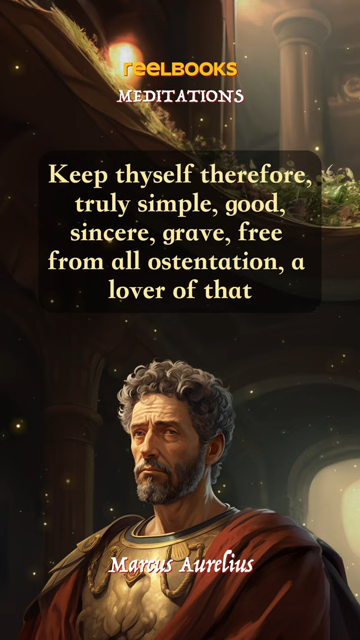 reelBOOKS
MEDITATIONS
Keep thyself therefore,
truly simple, good,
sincere, grave, free
from all ostentation, a
lover of that
Marcus Aurelius